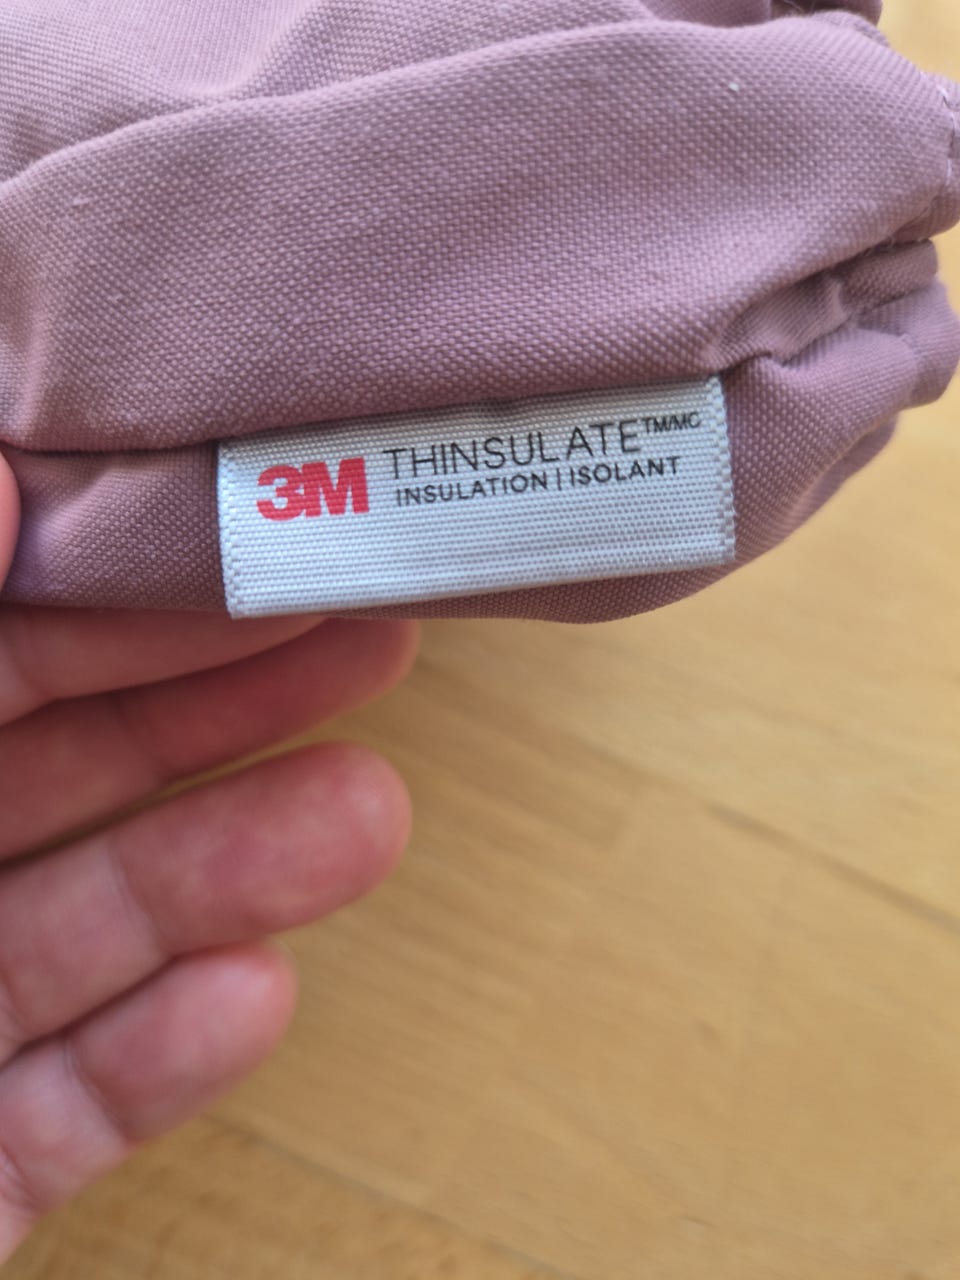 3M THINSULATE™/MC
INSULATION | ISOLANT